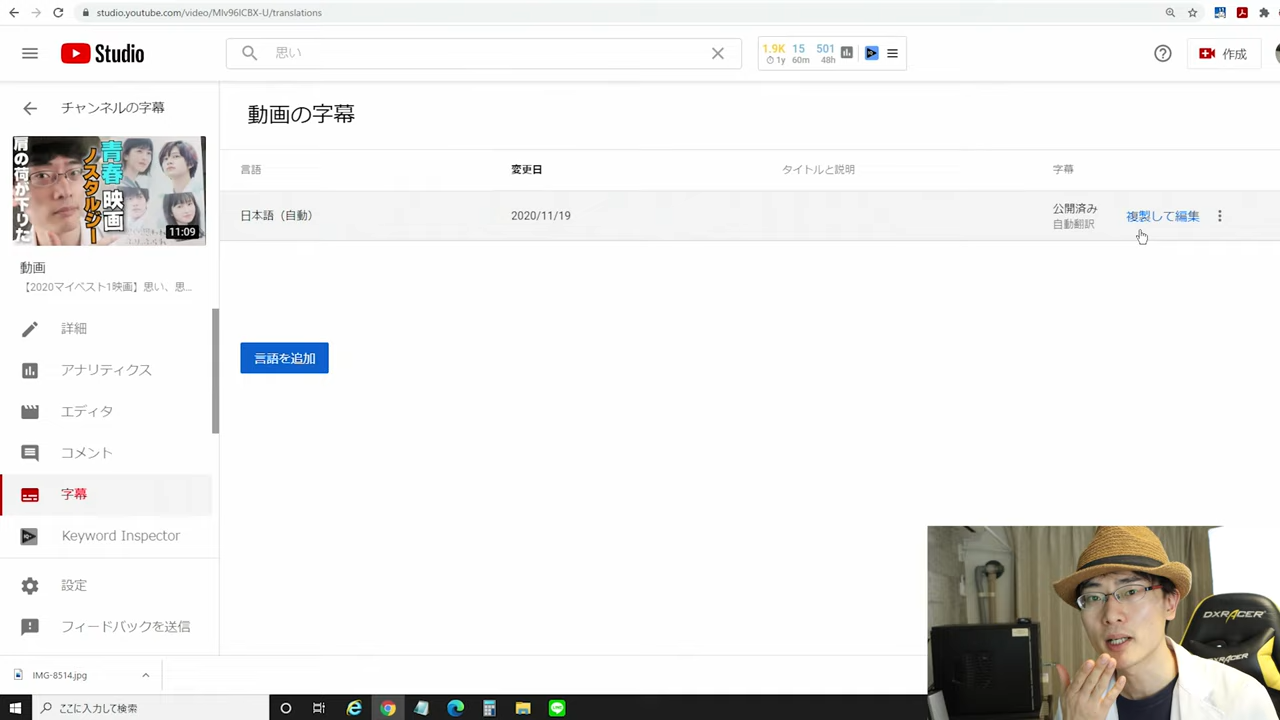 studio.youtube.com/video/MIv96ICBX-U/translations
Studio
思い
1.9K 15 501
1y 60m 48h
作成
チャンネルの字幕
動画の字幕
肩の荷が下りた
ノスタルジー
青春映画
11:09
言語 変更日 タイトルと説明 字幕
日本語（自動） 2020/11/19 公開済み 複製して編集
自動翻訳
動画
【2020マイベスト1映画】思い、思...
詳細
言語を追加
アナリティクス
エディタ
コメント
字幕
Keyword Inspector
設定
フィードバックを送信
DXRACER
IMG-8514.jpg
ここに入力して検索